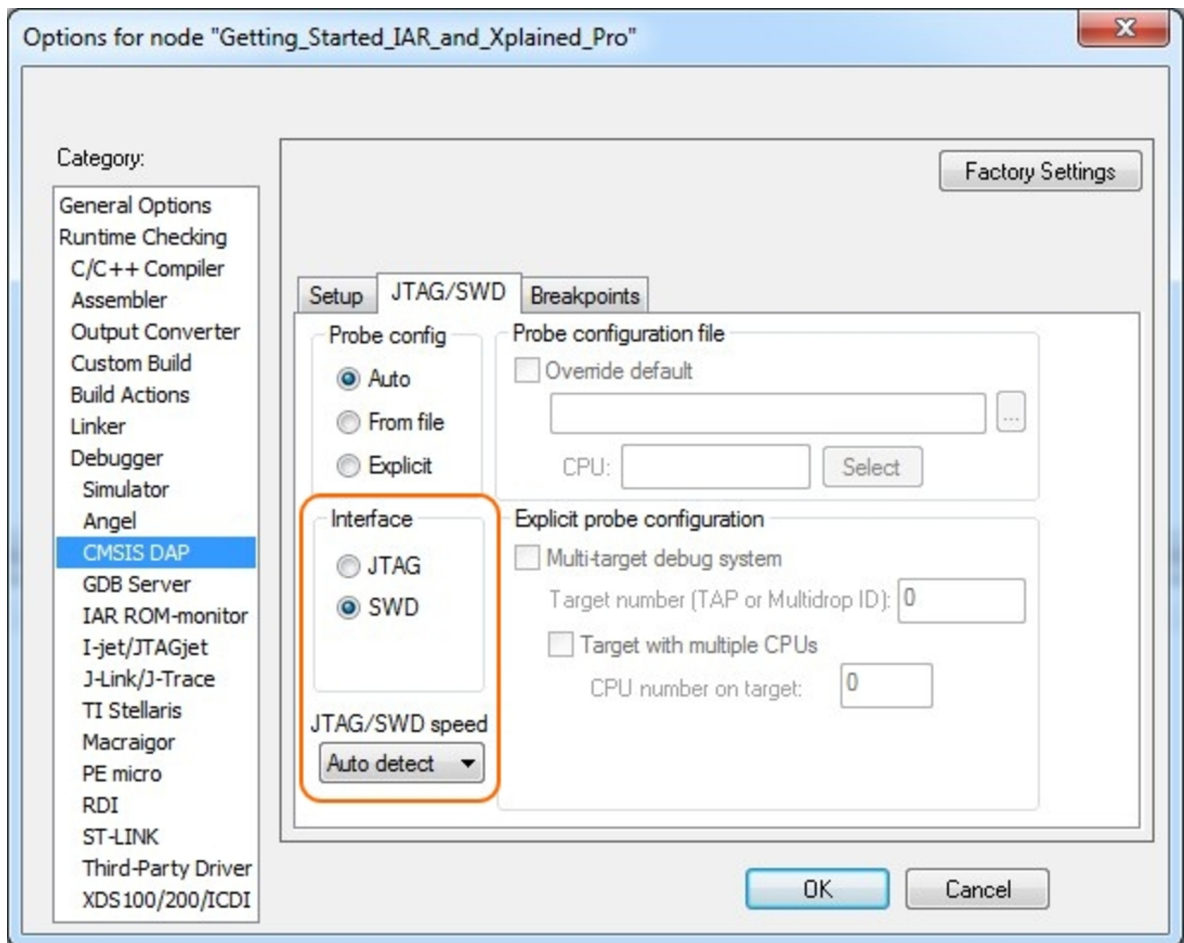 Options for node "Getting_Started_IAR_and_Xplained_Pro"
X
Category:
General Options
Runtime Checking
C/C++ Compiler
Assembler
Output Converter
Custom Build
Build Actions
Linker
Debugger
Simulator
Angel
CMSIS DAP
GDB Server
IAR ROM-monitor
I-jet/JTAGjet
J-Link/J-Trace
TI Stellaris
Macraigor
PE micro
RDI
ST-LINK
Third-Party Driver
XDS100/200/ICDI
Factory Settings
Setup JTAG/SWD Breakpoints
Probe config
Auto
From file
Explicit
Probe configuration file
Override default
...
CPU: Select
Interface
JTAG
SWD
JTAG/SWD speed
Auto detect
Explicit probe configuration
Multi-target debug system
Target number (TAP or Multidrop ID): 0
Target with multiple CPUs
CPU number on target: 0
OK Cancel